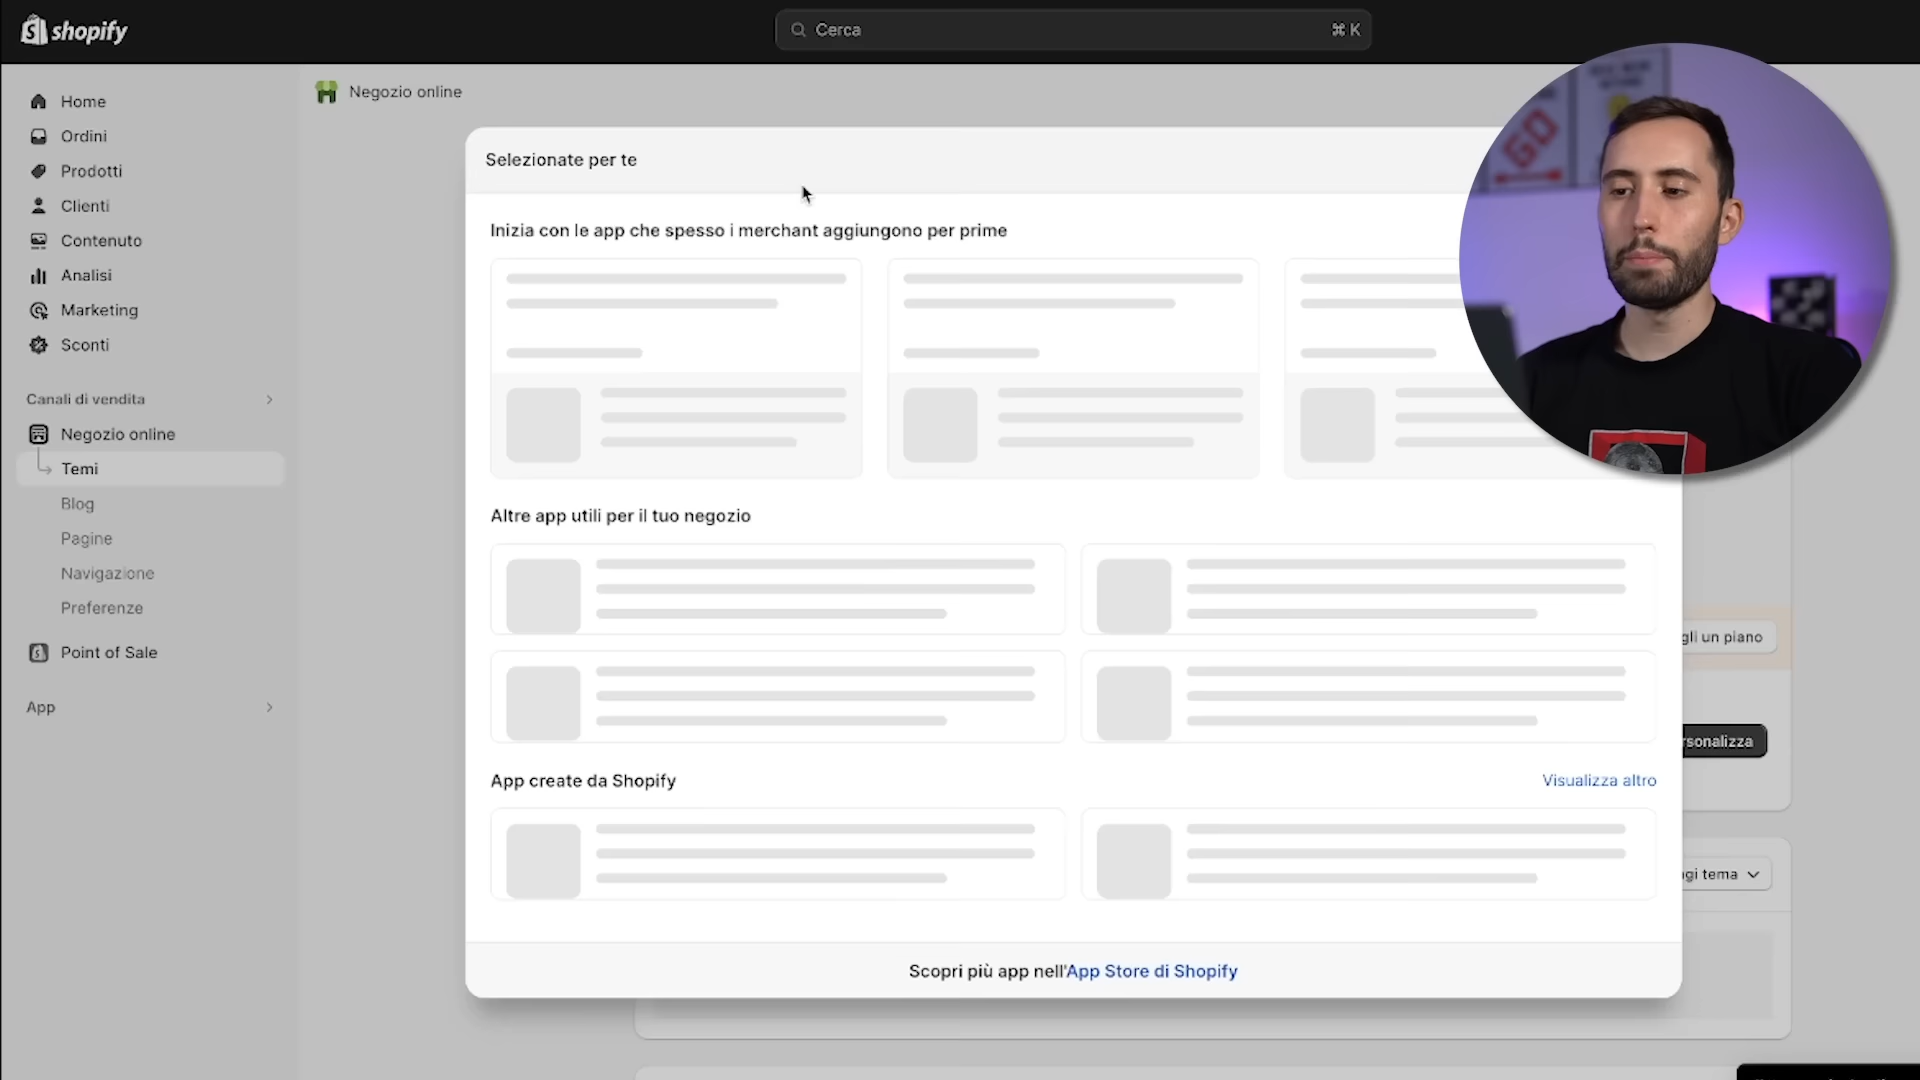 shopify
Cerca
⌘ K
Home
Ordini
Prodotti
Clienti
Contenuto
Analisi
Marketing
Sconti
Canali di vendita
Negozio online
Temi
Blog
Pagine
Navigazione
Preferenze
Point of Sale
App
Negozio online
Selezionate per te
Inizia con le app che spesso i merchant aggiungono per prime
Altre app utili per il tuo negozio
App create da Shopify
Visualizza altro
Scopri più app nell'App Store di Shopify
gli un piano
rsonalizza
gi tema
GO